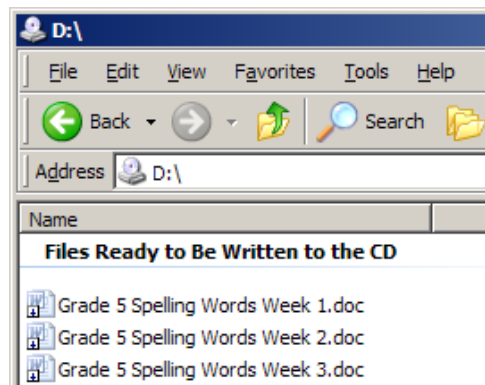 D:\
File Edit View Favorites Tools Help
Back Search
Address D:\
Name
Files Ready to Be Written to the CD
Grade 5 Spelling Words Week 1.doc
Grade 5 Spelling Words Week 2.doc
Grade 5 Spelling Words Week 3.doc